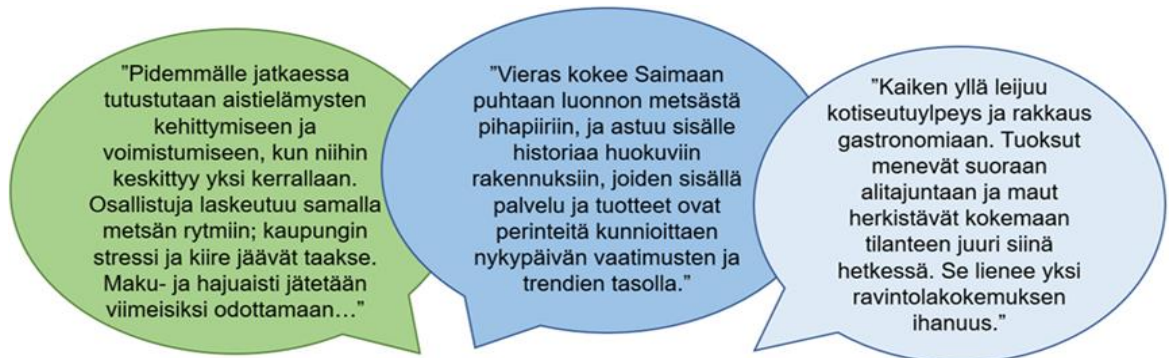 ”Pidemmälle jatkaessa
tutustutaan aistielämysten
kehittymiseen ja
voimistumiseen, kun niihin
keskittyy yksi kerrallaan.
Osallistuja laskeutuu samalla
metsän rytmiin; kaupungin
stressi ja kiire jäävät taakse.
Maku- ja hajuaisti jätetään
viimeisiksi odottamaan…”
”Vieras kokee Saimaan
puhtaan luonnon metsästä
pihapiiriin, ja astuu sisälle
historiaa huokuviin
rakennuksiin, joiden sisällä
palvelu ja tuotteet ovat
perinteitä kunnioittaen
nykypäivän vaatimusten ja
trendien tasolla.”
”Kaiken yllä leijuu
kotiseutuylpeys ja rakkaus
gastronomiaan. Tuoksut
menevät suoraan
alitajuntaan ja maut
herkistävät kokemaan
tilanteen juuri siinä
hetkessä. Se lienee yksi
ravintolakokemuksen
ihanuus.”